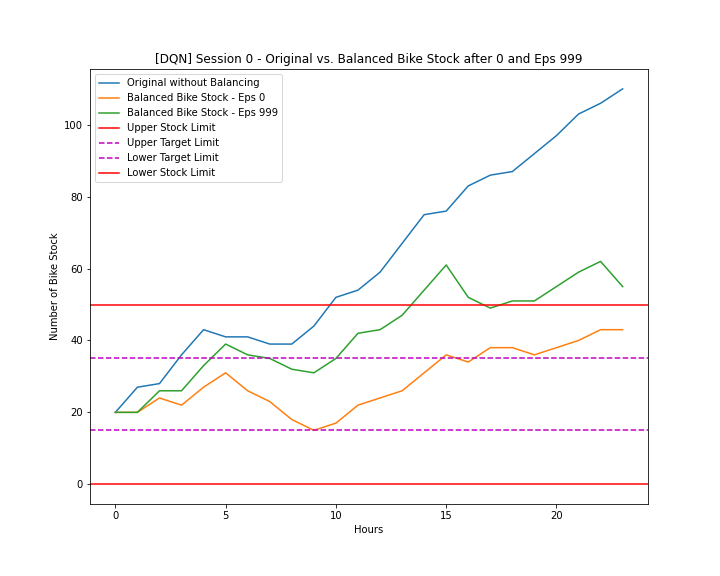 [DQN] Session 0 - Original vs. Balanced Bike Stock after 0 and Eps 999
Original without Balancing
Balanced Bike Stock - Eps 0
Balanced Bike Stock - Eps 999
Upper Stock Limit
Upper Target Limit
Lower Target Limit
Lower Stock Limit
Number of Bike Stock
100
80
60
40
20
0
0
5
10
15
20
Hours